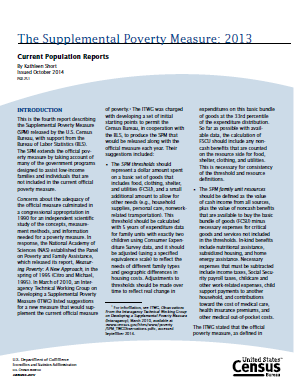 The Supplemental Poverty Measure: 2013
Current Population Reports
By Kathleen Short
Issued October 2014
P60-251
INTRODUCTION
This is the fourth report describing
the Supplemental Poverty Measure
(SPM) released by the U.S. Census
Bureau, with support from the
Bureau of Labor Statistics (BLS).
The SPM extends the official pov-
erty measure by taking account of
many of the government programs
designed to assist low-income
families and individuals that are
not included in the current official
poverty measure.
Concerns about the adequacy of
the official measure culminated in
a congressional appropriation in
1990 for an independent scientific
study of the concepts, measure-
ment methods, and information
needed for a poverty measure. In
response, the National Academy of
Sciences (NAS) established the Panel
on Poverty and Family Assistance,
which released its report, Measur-
ing Poverty: A New Approach, in the
spring of 1995 (Citro and Michael,
1995). In March of 2010, an Inter-
agency Technical Working Group on
Developing a Supplemental Poverty
Measure (ITWG) listed suggestions
for a new measure that would sup-
plement the current official measure
of poverty.¹ The ITWG was charged
with developing a set of initial
starting points to permit the
Census Bureau, in cooperation with
the BLS, to produce the SPM that
would be released along with the
official measure each year. Their
suggestions included:
• The SPM thresholds should
represent a dollar amount spent
on a basic set of goods that
includes food, clothing, shelter,
and utilities (FCSU), and a small
additional amount to allow for
other needs (e.g., household
supplies, personal care, nonwork-
related transportation). This
threshold should be calculated
with 5 years of expenditure data
for family units with exactly two
children using Consumer Expen-
diture Survey data, and it should
be adjusted (using a specified
equivalence scale) to reflect the
needs of different family types
and geographic differences in
housing costs. Adjustments to
thresholds should be made over
time to reflect real change in
¹ For information, see ITWG, Observations
From the Interagency Technical Working Group
on Developing a Supplemental Poverty Measure
(Interagency), March 2010, available at
accessed
September 2014.
expenditures on this basic bundle
of goods at the 33rd percentile
of the expenditure distribution.
So far as possible with avail-
able data, the calculation of
FCSU should include any non-
cash benefits that are counted
on the resource side for food,
shelter, clothing, and utilities.
This is necessary for consistency
of the threshold and resource
definitions.
• The SPM family unit resources
should be defined as the value
of cash income from all sources,
plus the value of noncash benefits
that are available to buy the basic
bundle of goods (FCSU) minus
necessary expenses for critical
goods and services not included
in the thresholds. In-kind benefits
include nutritional assistance,
subsidized housing, and home
energy assistance. Necessary
expenses that must be subtracted
include income taxes, Social Secu-
rity payroll taxes, childcare and
other work-related expenses, child
support payments to another
household, and contributions
toward the cost of medical care,
health insurance premiums, and
other medical out-of-pocket costs.
The ITWG stated that the official
poverty measure, as defined in
U.S. Department of Commerce
Economics and Statistics Administration
U.S. CENSUS BUREAU
census.gov
United States
Census
Bureau